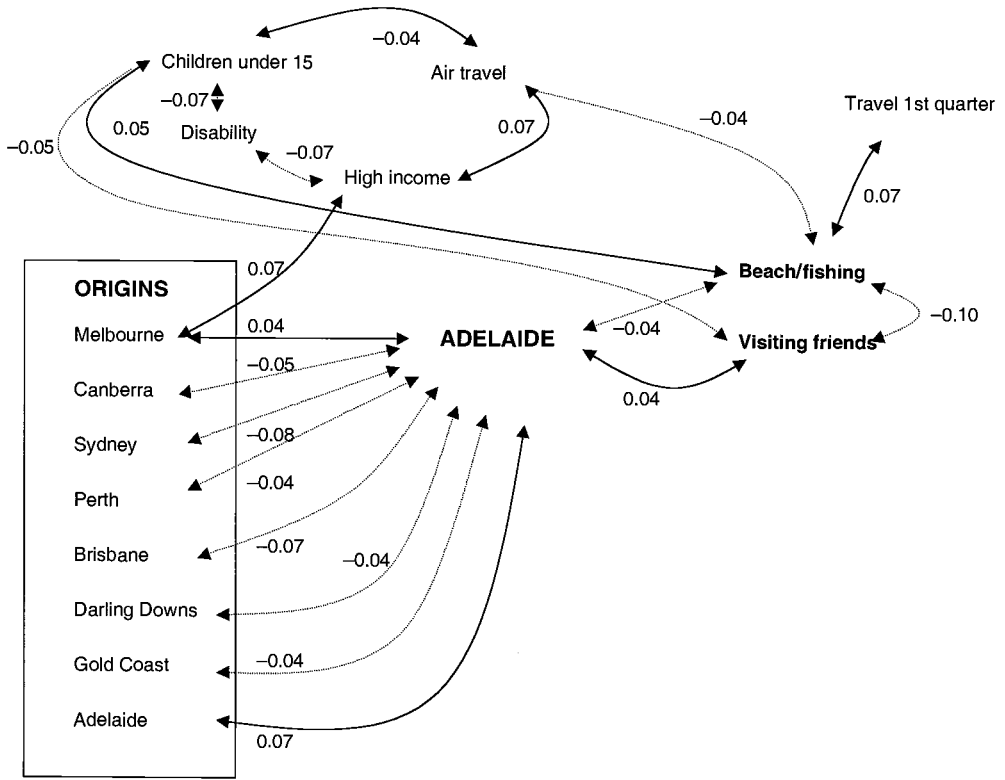 −0.04
Children under 15
Air travel
−0.07
Travel 1st quarter
−0.04
0.05
Disability
0.07
−0.05
−0.07
High income
0.07
0.07
Beach/fishing
ORIGINS
−0.10
Melbourne
0.04
ADELAIDE
−0.04
Visiting friends
−0.05
Canberra
0.04
Sydney
−0.08
Perth
−0.04
Brisbane
−0.07
−0.04
Darling Downs
Gold Coast
−0.04
Adelaide
0.07